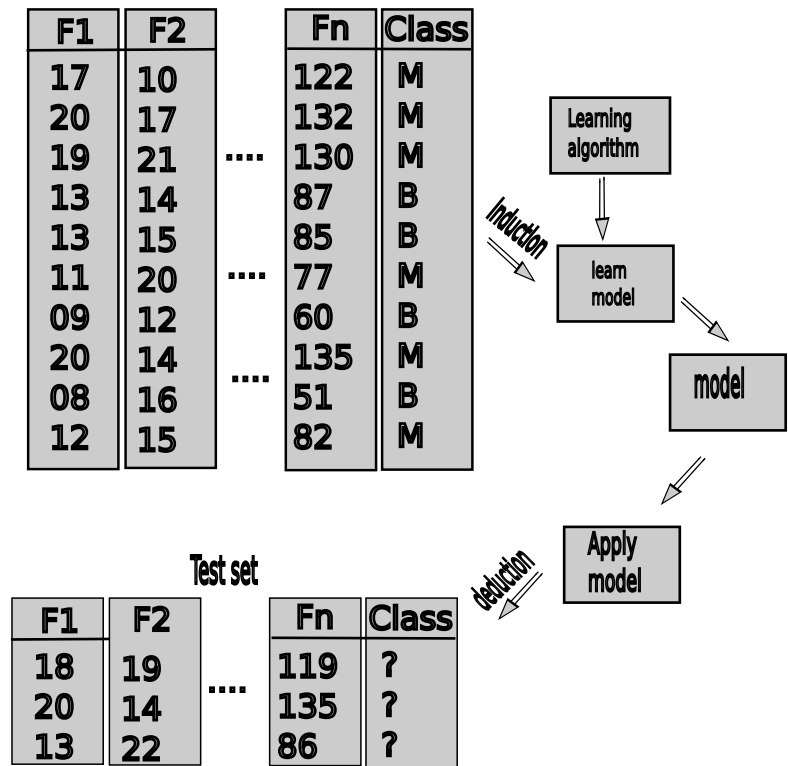 F1 F2 Fn Class
17 10 122 M
20 17 132 M
19 21 .... 130 M
13 14 87 B
13 15 85 B
11 20 .... 77 M
09 12 60 B
20 14 .... 135 M
08 16 51 B
12 15 82 M
Learning
algorithm
Induction
learn
model
model
Apply
model
deduction
Test set
F1 F2 Fn Class
18 19 119 ?
20 14 .... 135 ?
13 22 86 ?